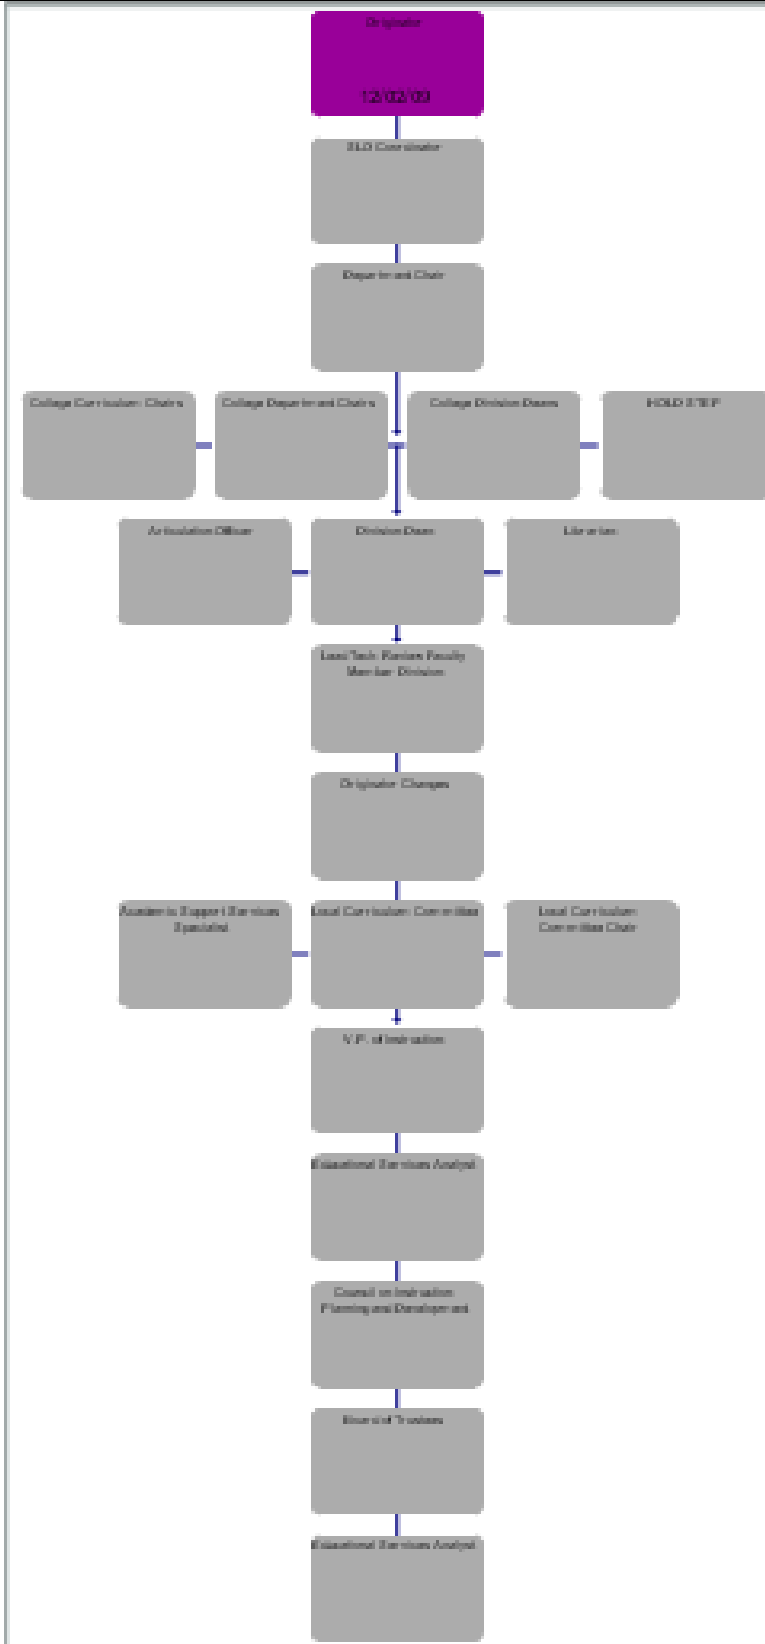 Originator
12/02/09
SLO Coordinator
Department Chair
College Curriculum Chairs
College Department Chairs
College Division Deans
HOLD STEP
Articulation Officer
Division Dean
Librarian
Local Tech Review Faculty
Member Division
Originator Changes
Academic Support Services
Specialist
Local Curriculum Committee
Local Curriculum
Committee Chair
V.P. of Instruction
Educational Services Analyst
Council on Instruction
Planning and Development
Board of Trustees
Educational Services Analyst